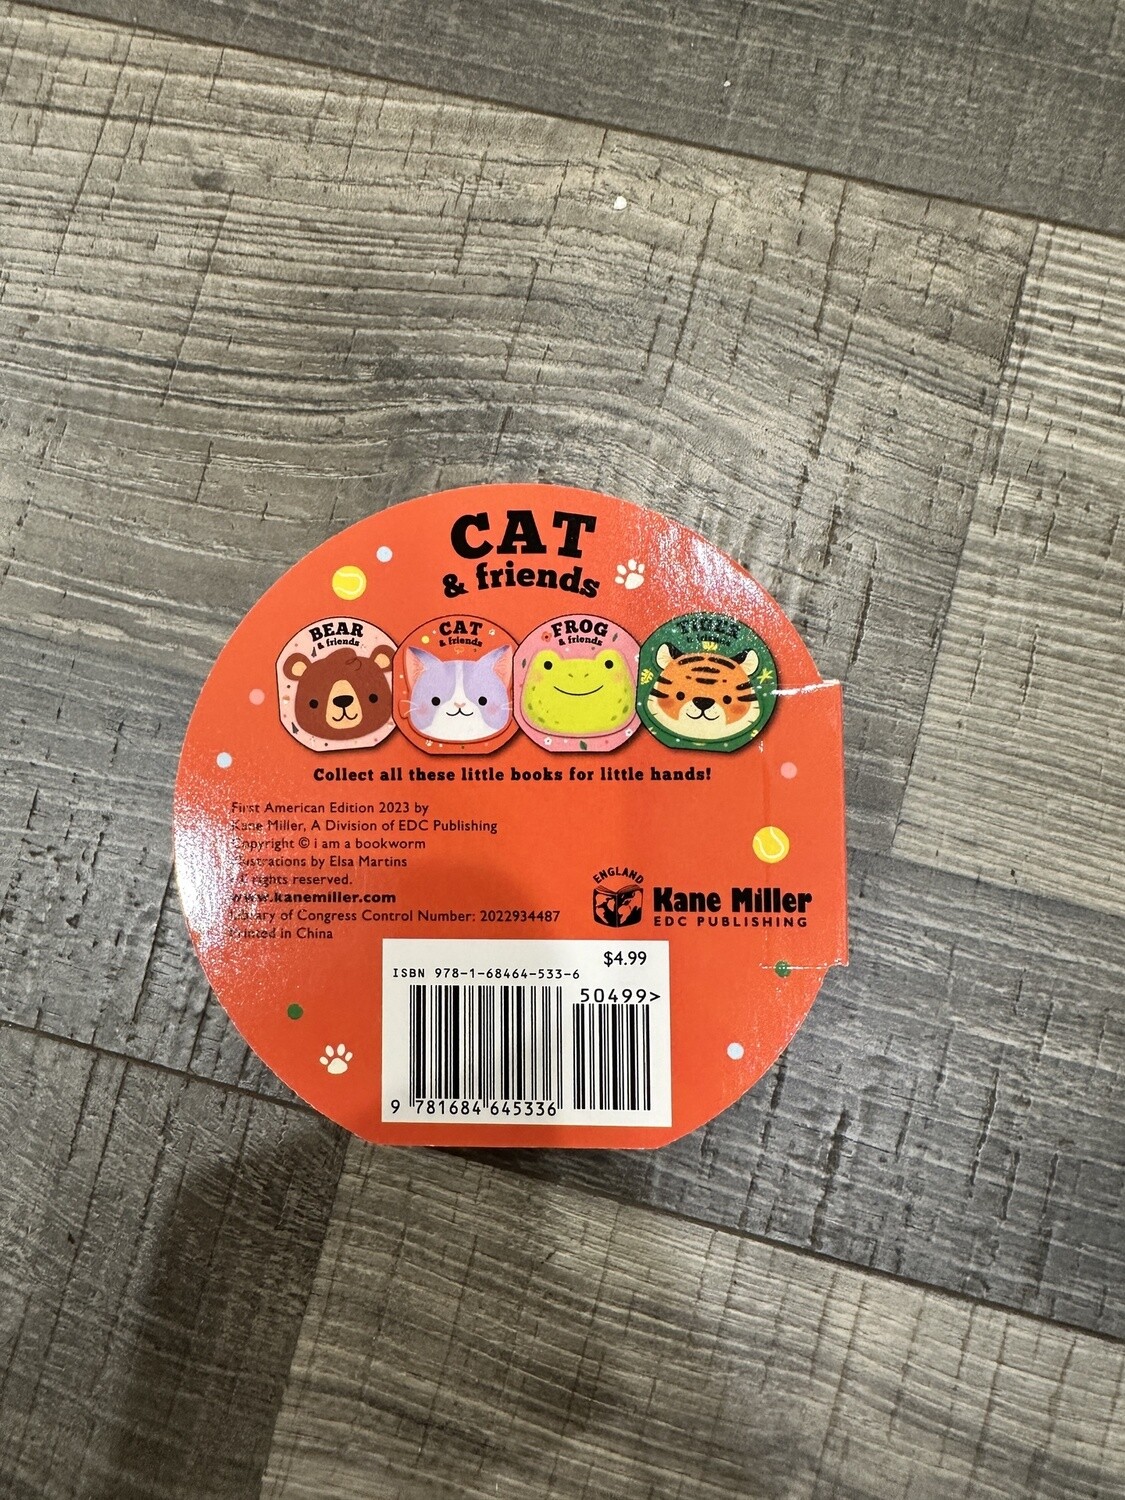 CAT
& friends
BEAR
& friends
CAT
& friends
FROG
& friends
TIGER
& friends
Collect all these little books for little hands!
First American Edition 2023 by
Kane Miller, A Division of EDC Publishing
Copyright © i am a bookworm
Illustrations by Elsa Martins
All rights reserved.
www.kanemiller.com
Library of Congress Control Number: 2022934487
Printed in China
ENGLAND
Kane Miller
EDC PUBLISHING
$4.99
ISBN 978-1-68464-533-6
50499>
9 781684 645336